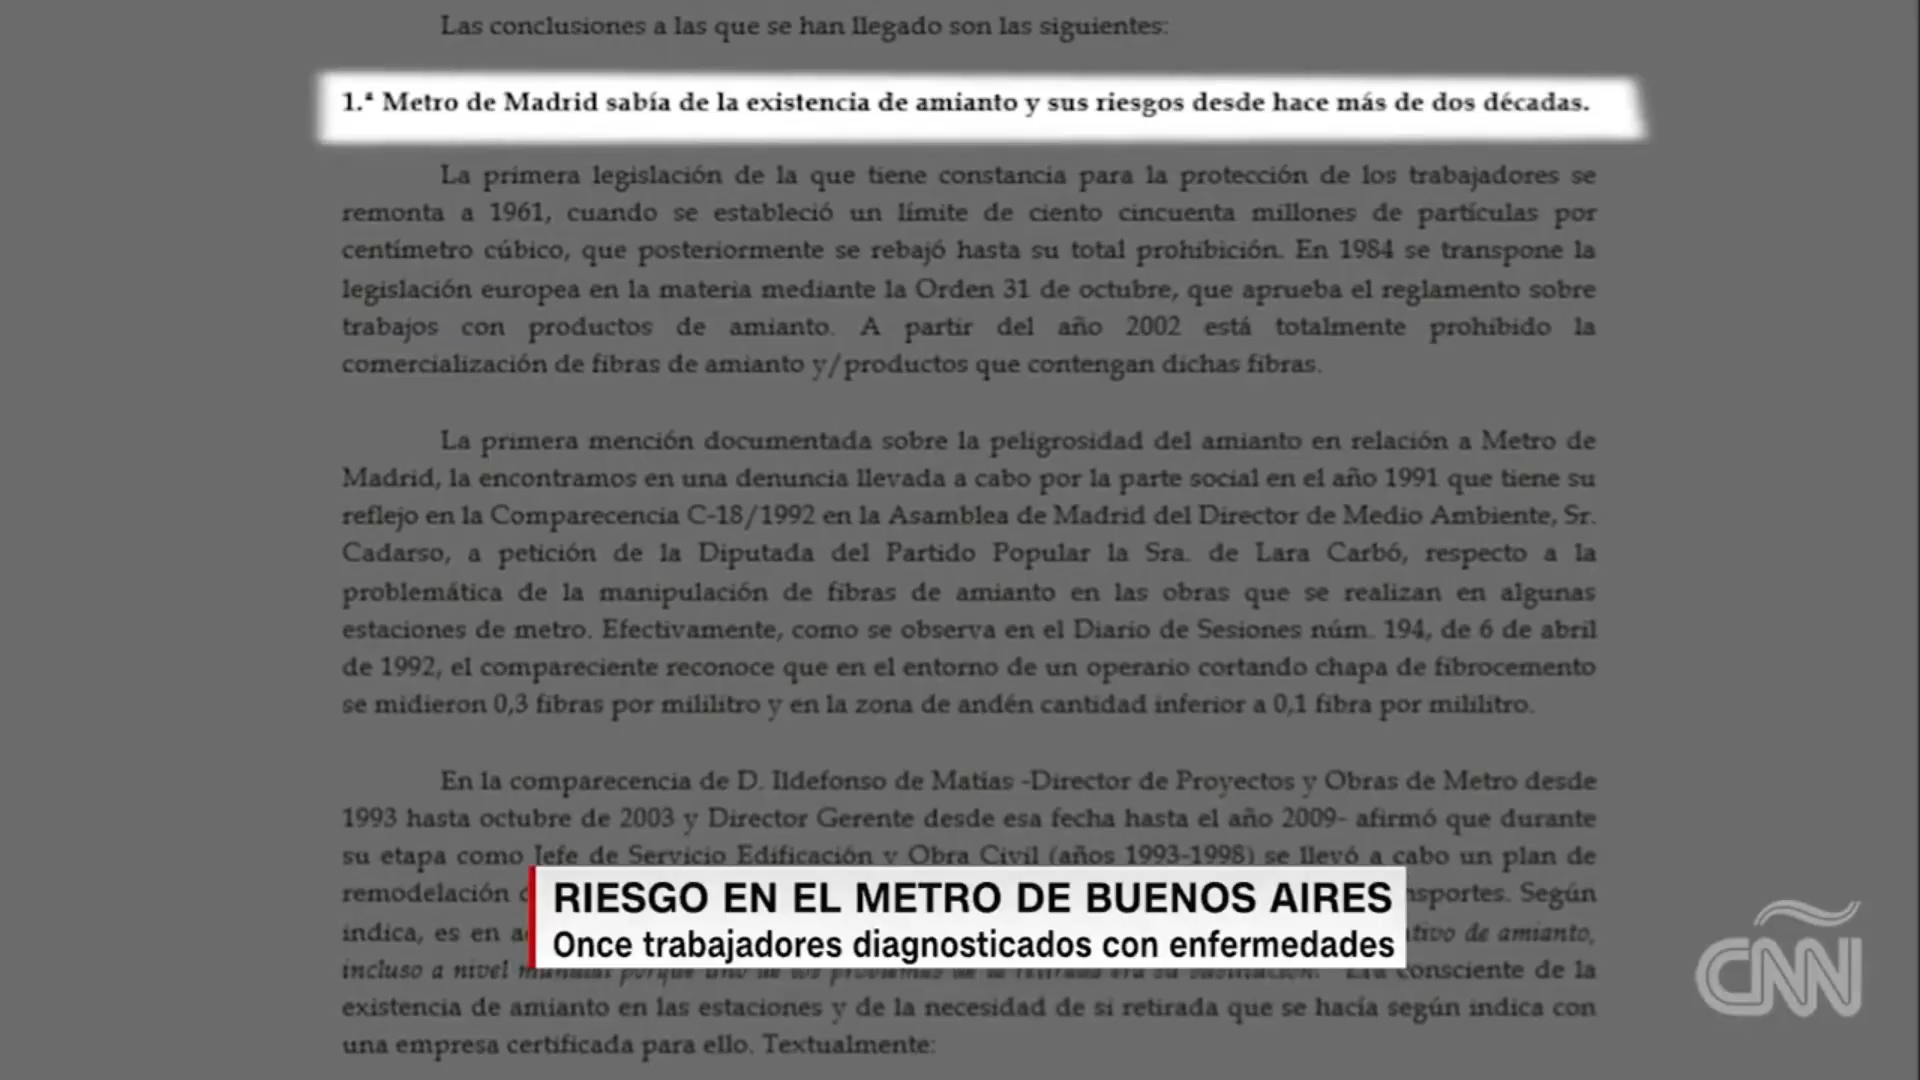 Las conclusiones a las que se han llegado son las siguientes:
1.ª Metro de Madrid sabía de la existencia de amianto y sus riesgos desde hace más de dos décadas.
La primera legislación de la que tiene constancia para la protección de los trabajadores se
remonta a 1961, cuando se estableció un límite de ciento cincuenta millones de partículas por
centímetro cúbico, que posteriormente se rebajó hasta su total prohibición. En 1984 se transpone la
legislación europea en la materia mediante la Orden 31 de octubre, que aprueba el reglamento sobre
trabajos con productos de amianto. A partir del año 2002 está totalmente prohibido la
comercialización de fibras de amianto y/productos que contengan dichas fibras.
La primera mención documentada sobre la peligrosidad del amianto en relación a Metro de
Madrid, la encontramos en una denuncia llevada a cabo por la parte social en el año 1991 que tiene su
reflejo en la Comparecencia C-18/1992 en la Asamblea de Madrid del Director de Medio Ambiente, Sr.
Cadarso, a petición de la Diputada del Partido Popular la Sra. de Lara Carbó, respecto a la
problemática de la manipulación de fibras de amianto en las obras que se realizan en algunas
estaciones de metro. Efectivamente, como se observa en el Diario de Sesiones núm. 194, de 6 de abril
de 1992, el compareciente reconoce que en el entorno de un operario cortando chapa de fibrocemento
se midieron 0,3 fibras por mililitro y en la zona de andén cantidad inferior a 0,1 fibra por mililitro.
En la comparecencia de D. Ildefonso de Matías -Director de Proyectos y Obras de Metro desde
1993 hasta octubre de 2003 y Director Gerente desde esa fecha hasta el año 2009- afirmó que durante
su etapa como Jefe de Servicio Edificación y Obra Civil (años 1993-1998) se llevó a cabo un plan de
remodelación Según
indica, es en de amianto,
incluso a nivel consciente de la
existencia de amianto en las estaciones y de la necesidad de si retirada que se hacía según indica con
una empresa certificada para ello. Textualmente:
RIESGO EN EL METRO DE BUENOS AIRES
Once trabajadores diagnosticados con enfermedades
CNN